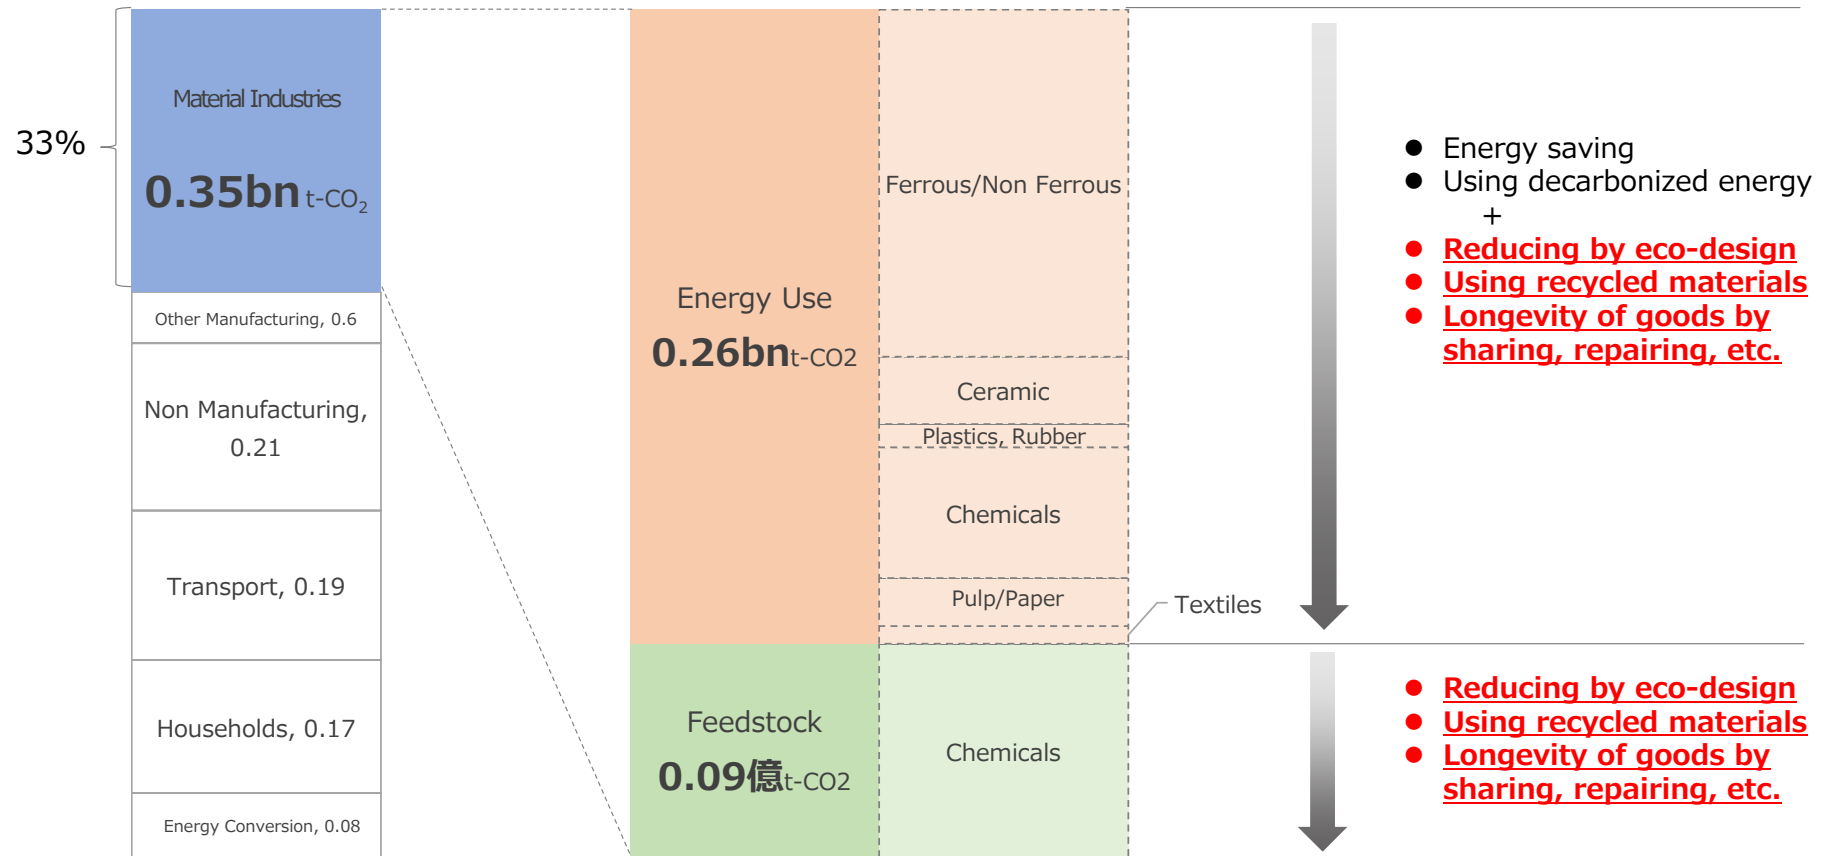 33%
Material Industries
0.35bn t-CO2
Other Manufacturing, 0.6
Non Manufacturing,
0.21
Transport, 0.19
Households, 0.17
Energy Conversion, 0.08
Energy Use
0.26bnt-CO2
Feedstock
0.09億t-CO2
Ferrous/Non Ferrous
Ceramic
Plastics, Rubber
Chemicals
Pulp/Paper
Textiles
Chemicals
● Energy saving
● Using decarbonized energy
+
● Reducing by eco-design
● Using recycled materials
● Longevity of goods by
sharing, repairing, etc.
● Reducing by eco-design
● Using recycled materials
● Longevity of goods by
sharing, repairing, etc.